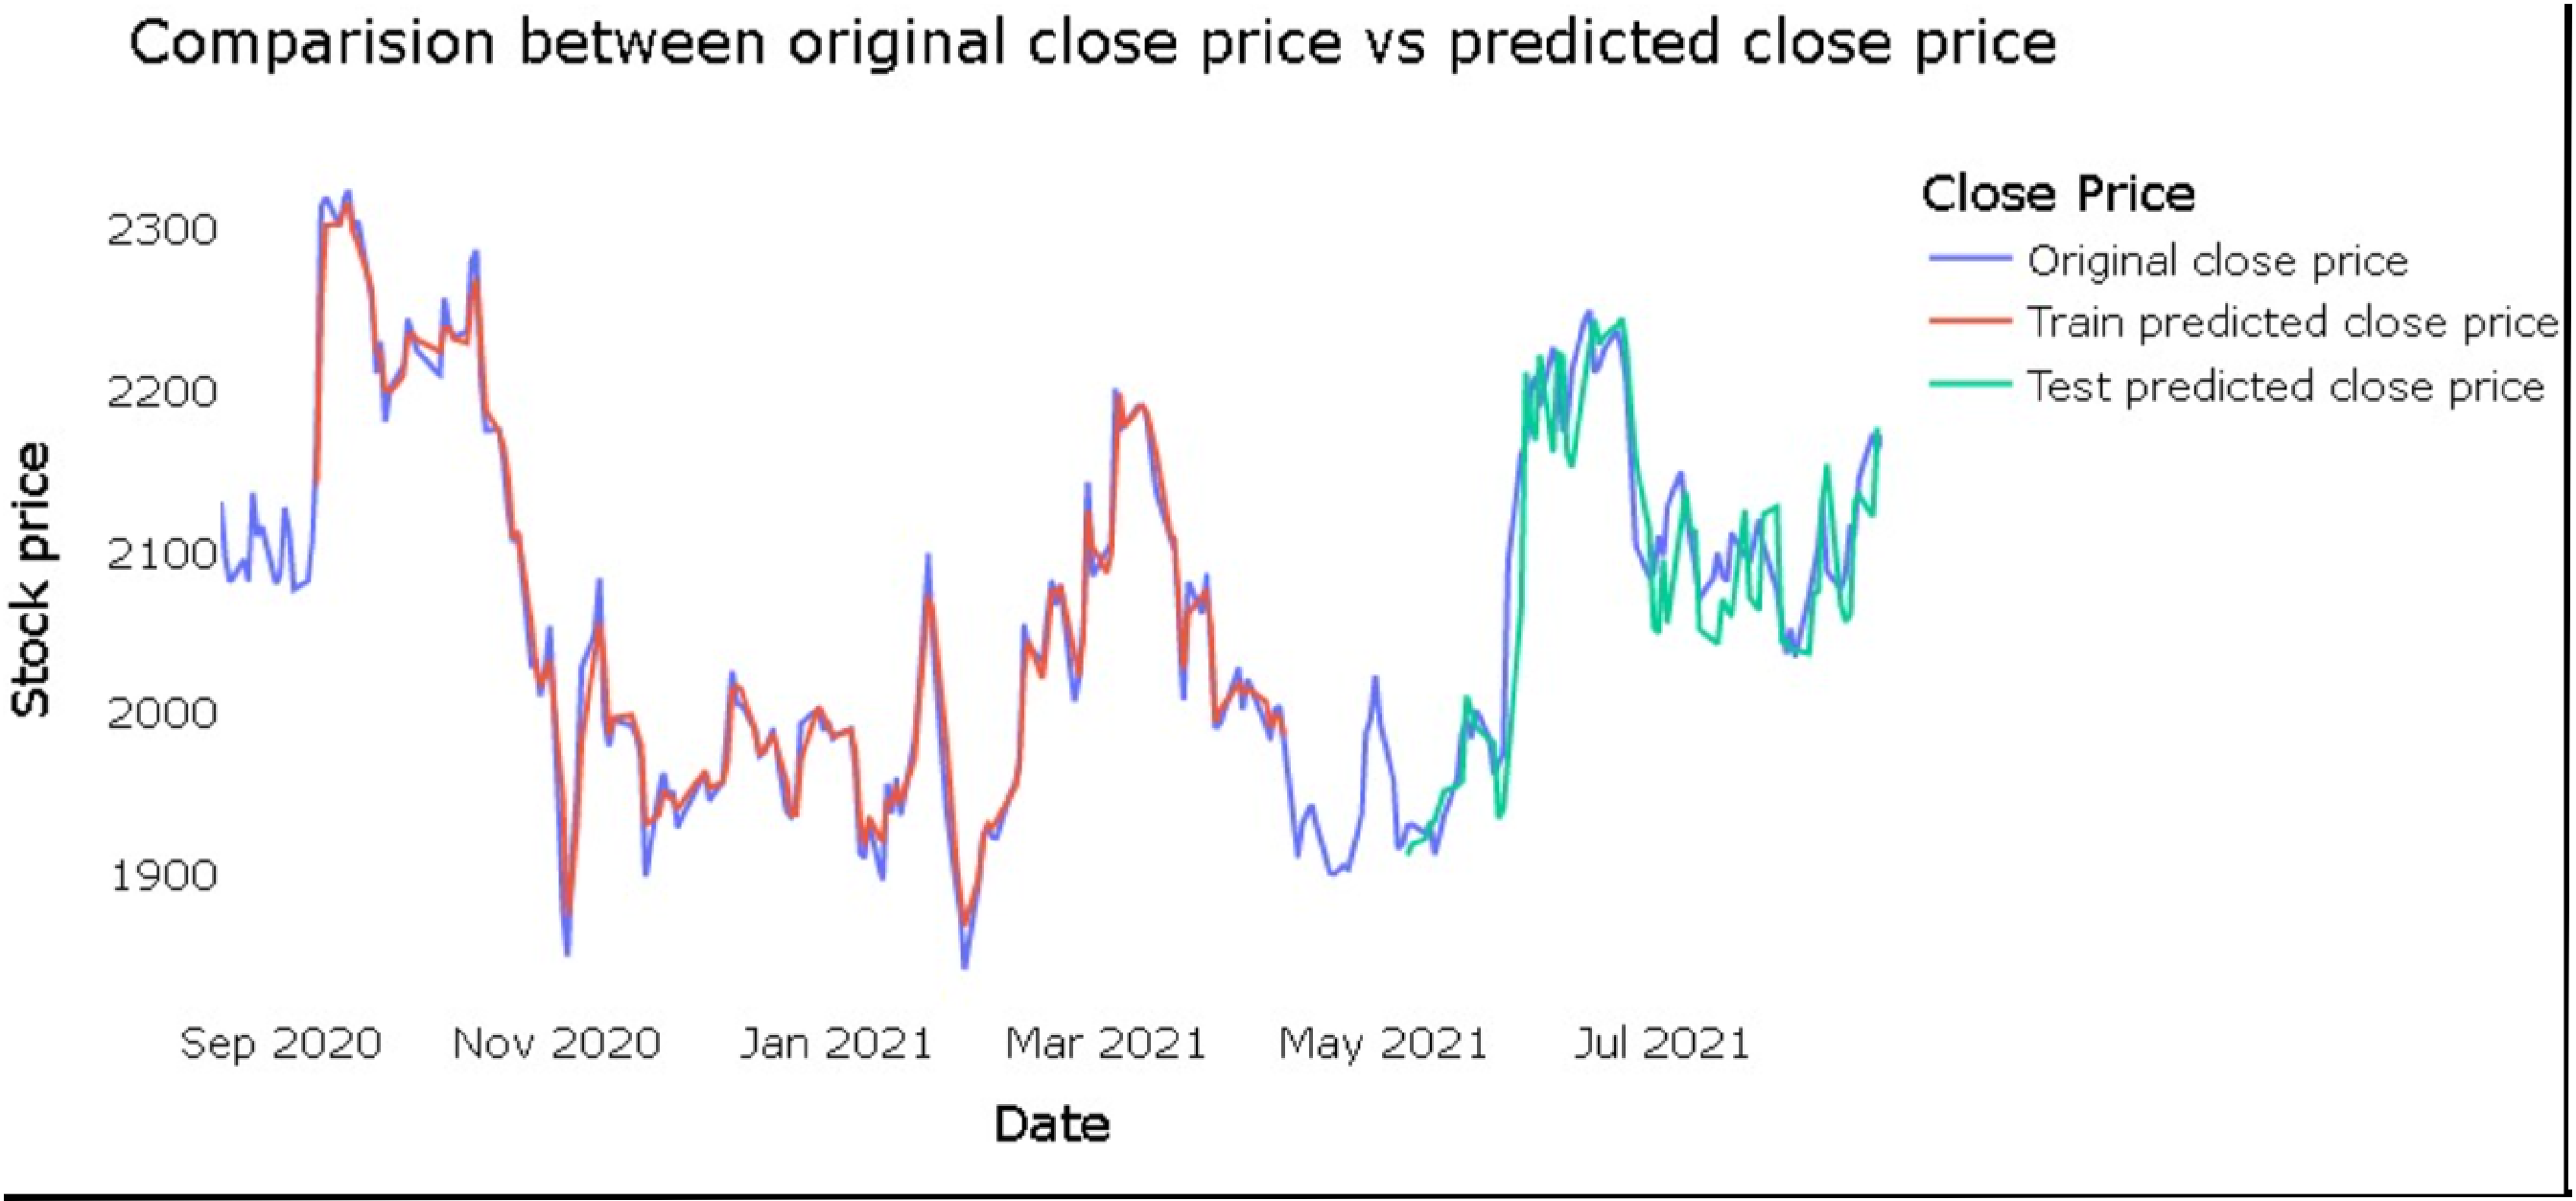 Comparision between original close price vs predicted close price
Close Price
Original close price
Train predicted close price
Test predicted close price
Stock price
2300
2200
2100
2000
1900
Sep 2020 Nov 2020 Jan 2021 Mar 2021 May 2021 Jul 2021
Date